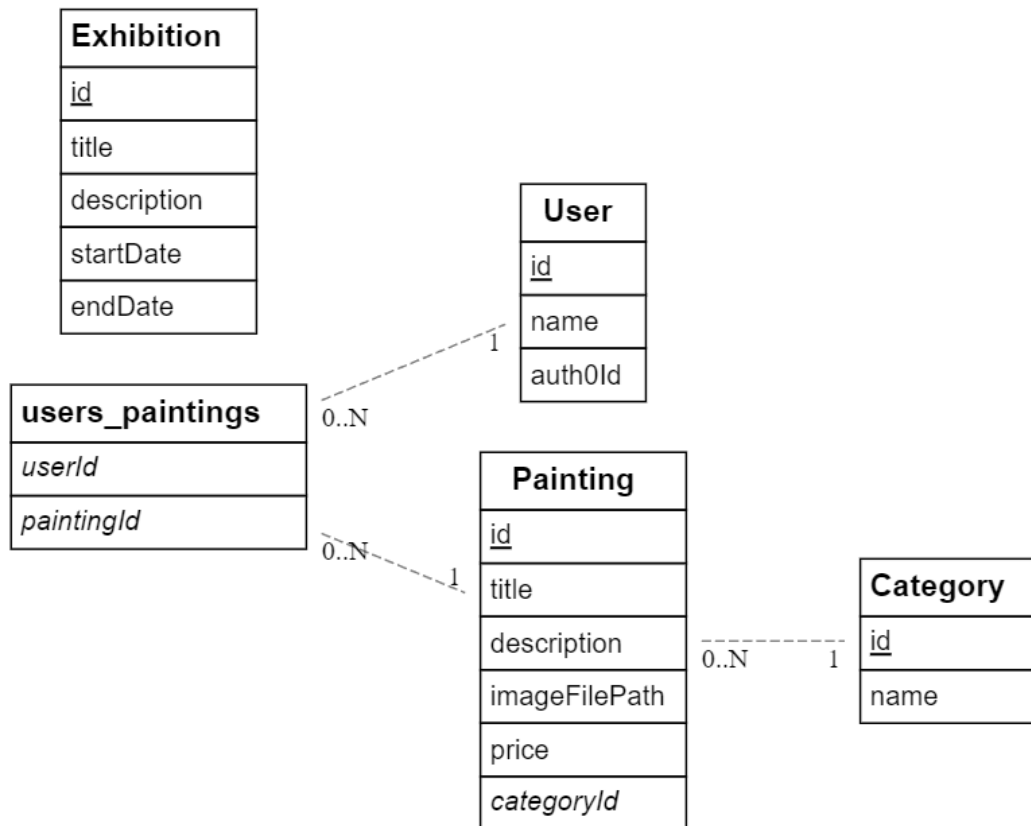 Exhibition
id
title
description
startDate
endDate
User
id
name
auth0Id
1
0..N
users_paintings
userId
paintingId
0..N
1
Painting
id
title
description
imageFilePath
price
categoryId
0..N
1
Category
id
name